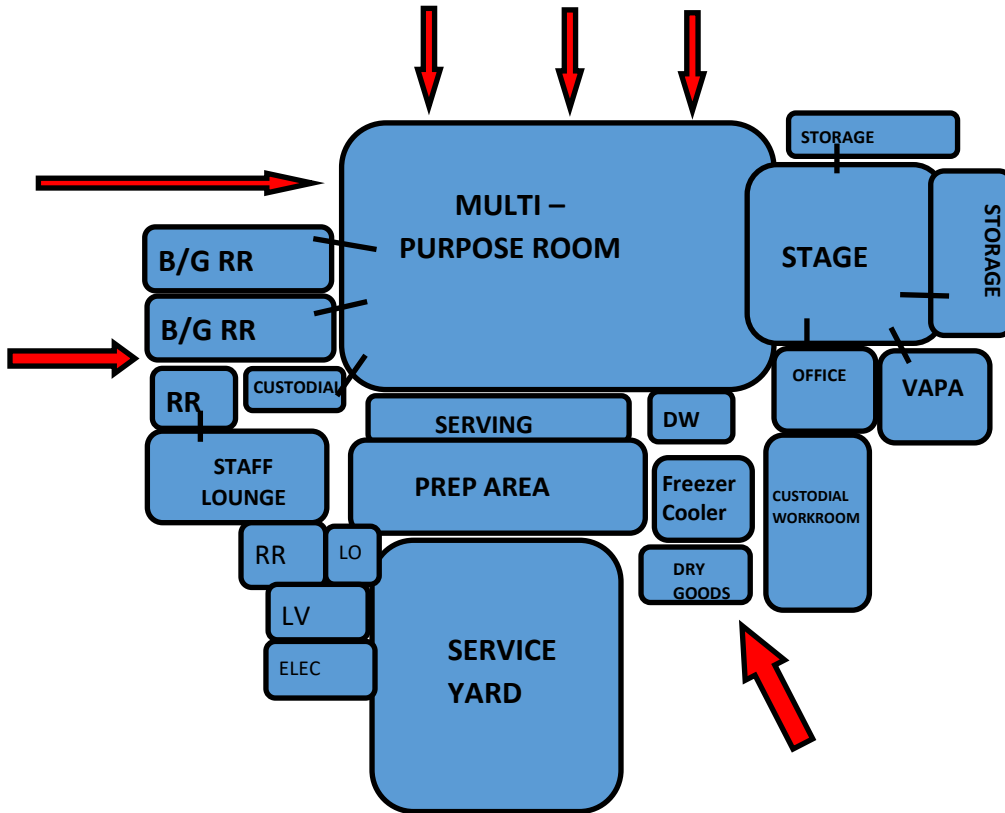 STORAGE
MULTI –
PURPOSE ROOM
STAGE
STORAGE
B/G RR
B/G RR
RR
CUSTODIAL
SERVING
DW
OFFICE
VAPA
STAFF
LOUNGE
PREP AREA
Freezer
Cooler
CUSTODIAL
WORKROOM
RR
LO
DRY
GOODS
LV
ELEC
SERVICE
YARD